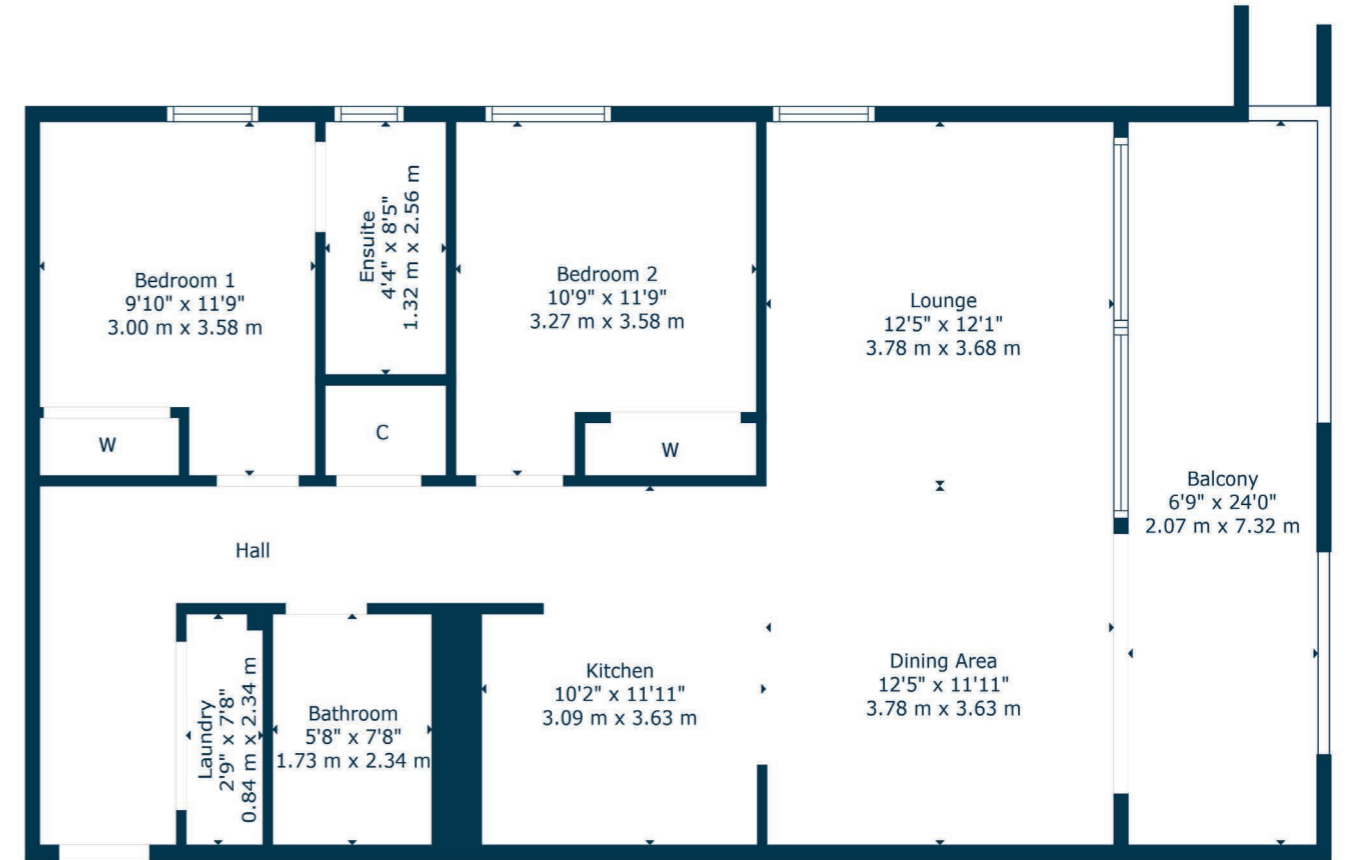 Bedroom 1
9'10" x 11'9"
3.00 m x 3.58 m
Ensuite
4'4" x 8'5"
1.32 m x 2.56 m
Bedroom 2
10'9" x 11'9"
3.27 m x 3.58 m
Lounge
12'5" x 12'1"
3.78 m x 3.68 m
W
C
W
Balcony
6'9" x 24'0"
2.07 m x 7.32 m
Hall
Laundry
2'9" x 7'8"
0.84 m x 2.34 m
Bathroom
5'8" x 7'8"
1.73 m x 2.34 m
Kitchen
10'2" x 11'11"
3.09 m x 3.63 m
Dining Area
12'5" x 11'11"
3.78 m x 3.63 m